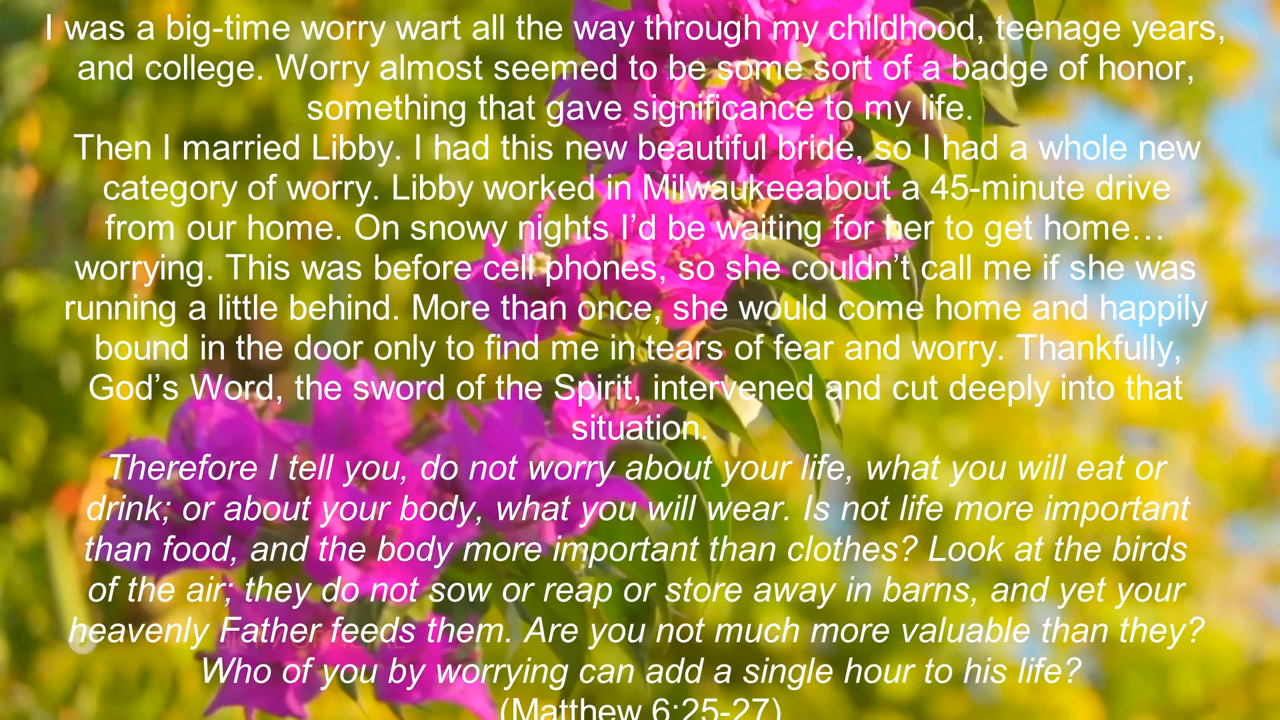 I was a big-time worry wart all the way through my childhood, teenage years,
and college. Worry almost seemed to be some sort of a badge of honor,
something that gave significance to my life.
Then I married Libby. I had this new beautiful bride, so I had a whole new
category of worry. Libby worked in Milwaukeeabout a 45-minute drive
from our home. On snowy nights I’d be waiting for her to get home…
worrying. This was before cell phones, so she couldn’t call me if she was
running a little behind. More than once, she would come home and happily
bound in the door only to find me in tears of fear and worry. Thankfully,
God’s Word, the sword of the Spirit, intervened and cut deeply into that
situation.
Therefore I tell you, do not worry about your life, what you will eat or
drink; or about your body, what you will wear. Is not life more important
than food, and the body more important than clothes? Look at the birds
of the air; they do not sow or reap or store away in barns, and yet your
heavenly Father feeds them. Are you not much more valuable than they?
Who of you by worrying can add a single hour to his life?
(Matthew 6:25-27)